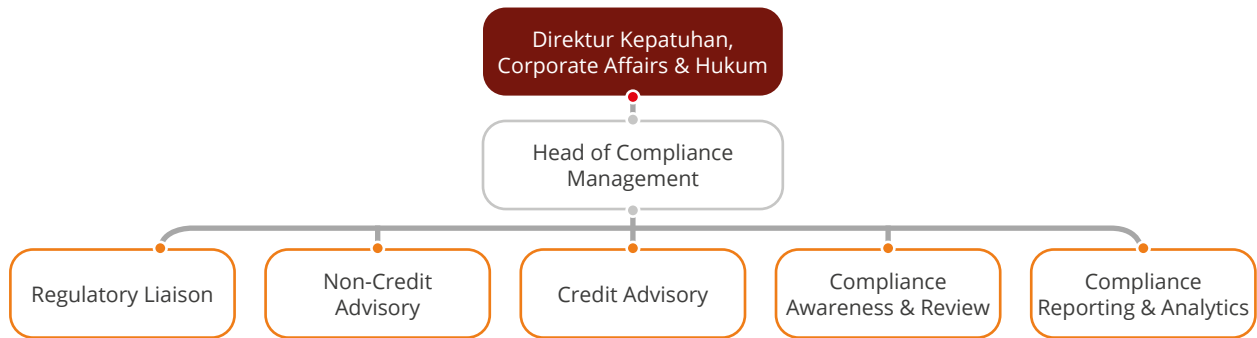 Direktur Kepatuhan,
Corporate Affairs & Hukum
Head of Compliance
Management
Regulatory Liaison
Non-Credit
Advisory
Credit Advisory
Compliance
Awareness & Review
Compliance
Reporting & Analytics